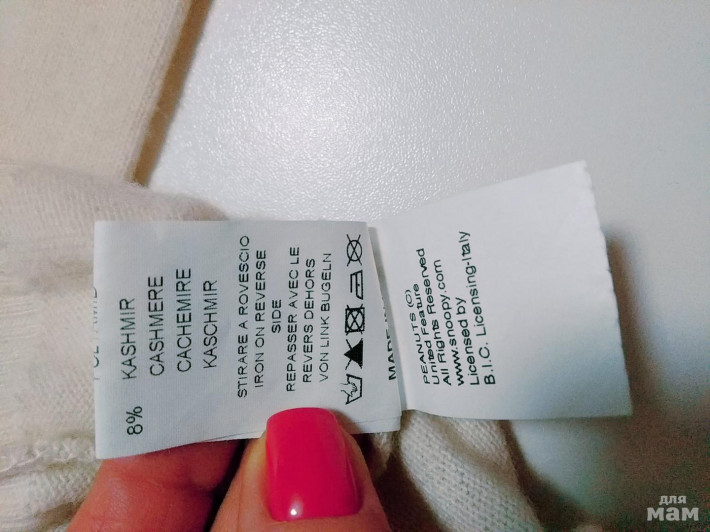 8% KASHMIR
CASHMERE
CACHEMIRE
KASCHMIR
STIRARE A ROVESCIO
IRON ON REVERSE
SIDE
REPASSER AVEC LE
REVERS DEHORS
VON LINK BUGELN
PEANUTS (C)
United Feature
All Rights Reserved
www.snoopy.com
Licensed by
B.I.C. Licensing-Italy
для
мам